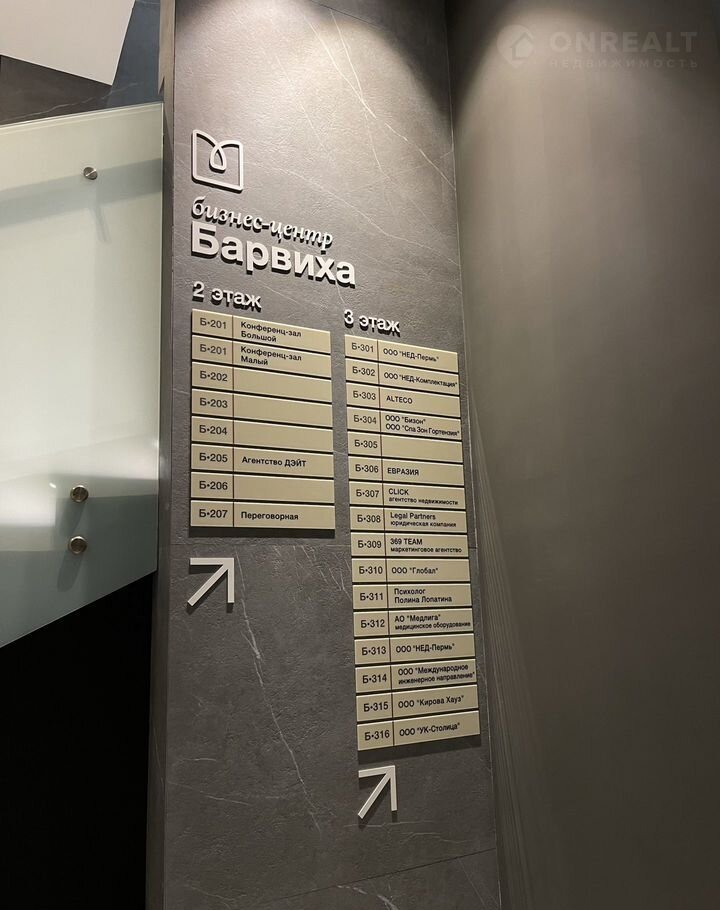 ONREALT
НЕДВИЖИМОСТЬ
бизнес-центр
Барвиха
2 этаж
Б•201 Конференц-зал
Большой
Б•201 Конференц-зал
Малый
Б•202
Б•203
Б•204
Б•205 Агентство ДЭЙТ
Б•206
Б•207 Переговорная
3 этаж
Б•301 ООО "НЕД-Пермь"
Б•302 ООО "НЕД-Комплектация"
Б•303 ALTECO
Б•304 ООО "Бизон"
ООО "Спа Зон Гортензия"
Б•305
Б•306 ЕВРАЗИЯ
Б•307 CLICK
агентство недвижимости
Б•308 Legal Partners
юридическая компания
Б•309 369 TEAM
маркетинговое агентство
Б•310 ООО "Глобал"
Б•311 Психолог
Полина Лопатина
Б•312 АО "Медлига"
медицинское оборудование
Б•313 ООО "НЕД-Пермь"
Б•314 ООО "Международное
инженерное направление"
Б•315 ООО "Кирова Хауз"
Б•316 ООО "УК-Столица"